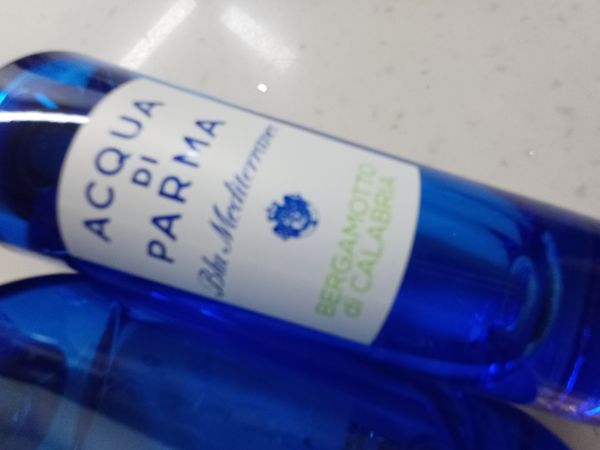 ACQUA
DI
PARMA
Blu Mediterraneo
BERGAMOTTO
di CALABRIA